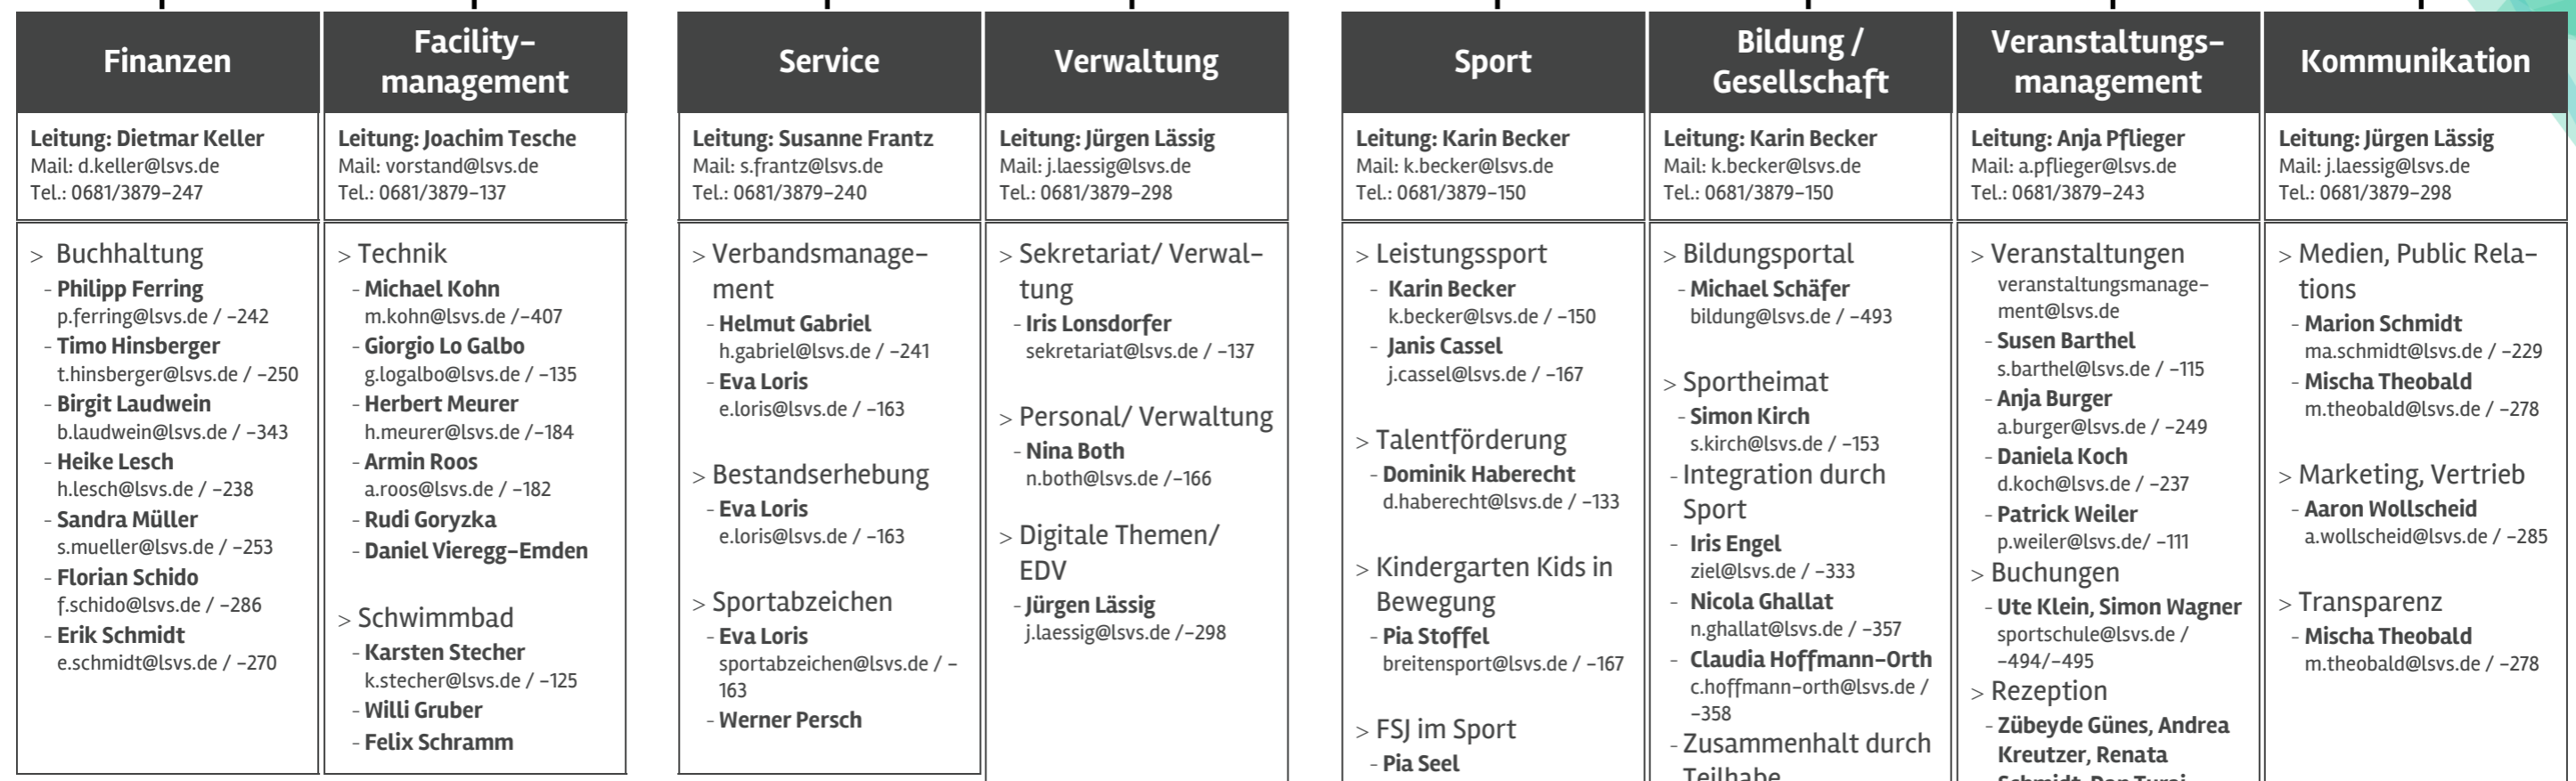 Finanzen
Leitung: Dietmar Keller
Mail: d.keller@lsvs.de
Tel.: 0681/3879-247
> Buchhaltung
- Philipp Ferring
p.ferring@lsvs.de / -242
- Timo Hinsberger
t.hinsberger@lsvs.de / -250
- Birgit Laudwein
b.laudwein@lsvs.de / -343
- Heike Lesch
h.lesch@lsvs.de / -238
- Sandra Müller
s.mueller@lsvs.de / -253
- Florian Schido
f.schido@lsvs.de / -286
- Erik Schmidt
e.schmidt@lsvs.de / -270
Facility-
management
Leitung: Joachim Tesche
Mail: vorstand@lsvs.de
Tel.: 0681/3879-137
> Technik
- Michael Kohn
m.kohn@lsvs.de /-407
- Giorgio Lo Galbo
g.logalbo@lsvs.de / -135
- Herbert Meurer
h.meurer@lsvs.de /-184
- Armin Roos
a.roos@lsvs.de / -182
- Rudi Goryzka
- Daniel Vieregg-Emden
> Schwimmbad
- Karsten Stecher
k.stecher@lsvs.de / -125
- Willi Gruber
- Felix Schramm
Service
Leitung: Susanne Frantz
Mail: s.frantz@lsvs.de
Tel.: 0681/3879-240
> Verbandsmanage-
ment
- Helmut Gabriel
h.gabriel@lsvs.de / -241
- Eva Loris
e.loris@lsvs.de / -163
> Bestandserhebung
- Eva Loris
e.loris@lsvs.de / -163
> Sportabzeichen
- Eva Loris
sportabzeichen@lsvs.de / -
163
- Werner Persch
Verwaltung
Leitung: Jürgen Lässig
Mail: j.laessig@lsvs.de
Tel.: 0681/3879-298
> Sekretariat/ Verwal-
tung
- Iris Lonsdorfer
sekretariat@lsvs.de / -137
> Personal/ Verwaltung
- Nina Both
n.both@lsvs.de /-166
> Digitale Themen/
EDV
- Jürgen Lässig
j.laessig@lsvs.de /-298
Sport
Leitung: Karin Becker
Mail: k.becker@lsvs.de
Tel.: 0681/3879-150
> Leistungssport
- Karin Becker
k.becker@lsvs.de / -150
- Janis Cassel
j.cassel@lsvs.de / -167
> Talentförderung
- Dominik Haberecht
d.haberecht@lsvs.de / -133
> Kindergarten Kids in
Bewegung
- Pia Stoffel
breitensport@lsvs.de / -167
> FSJ im Sport
- Pia Seel
Bildung /
Gesellschaft
Leitung: Karin Becker
Mail: k.becker@lsvs.de
Tel.: 0681/3879-150
> Bildungsportal
- Michael Schäfer
bildung@lsvs.de / -493
> Sportheimat
- Simon Kirch
s.kirch@lsvs.de / -153
- Integration durch
Sport
- Iris Engel
ziel@lsvs.de / -333
- Nicola Ghallat
n.ghallat@lsvs.de / -357
- Claudia Hoffmann-Orth
c.hoffmann-orth@lsvs.de /
-358
- Zusammenhalt durch
Teilhabe
Veranstaltungs-
management
Leitung: Anja Pflieger
Mail: a.pflieger@lsvs.de
Tel.: 0681/3879-243
> Veranstaltungen
veranstaltungsmanage-
ment@lsvs.de
- Susen Barthel
s.barthel@lsvs.de / -115
- Anja Burger
a.burger@lsvs.de / -249
- Daniela Koch
d.koch@lsvs.de / -237
- Patrick Weiler
p.weiler@lsvs.de/ -111
> Buchungen
- Ute Klein, Simon Wagner
sportschule@lsvs.de /
-494/-495
> Rezeption
- Zübeyde Günes, Andrea
Kreutzer, Renata
Kommunikation
Leitung: Jürgen Lässig
Mail: j.laessig@lsvs.de
Tel.: 0681/3879-298
> Medien, Public Rela-
tions
- Marion Schmidt
ma.schmidt@lsvs.de / -229
- Mischa Theobald
m.theobald@lsvs.de / -278
> Marketing, Vertrieb
- Aaron Wollscheid
a.wollscheid@lsvs.de / -285
> Transparenz
- Mischa Theobald
m.theobald@lsvs.de / -278